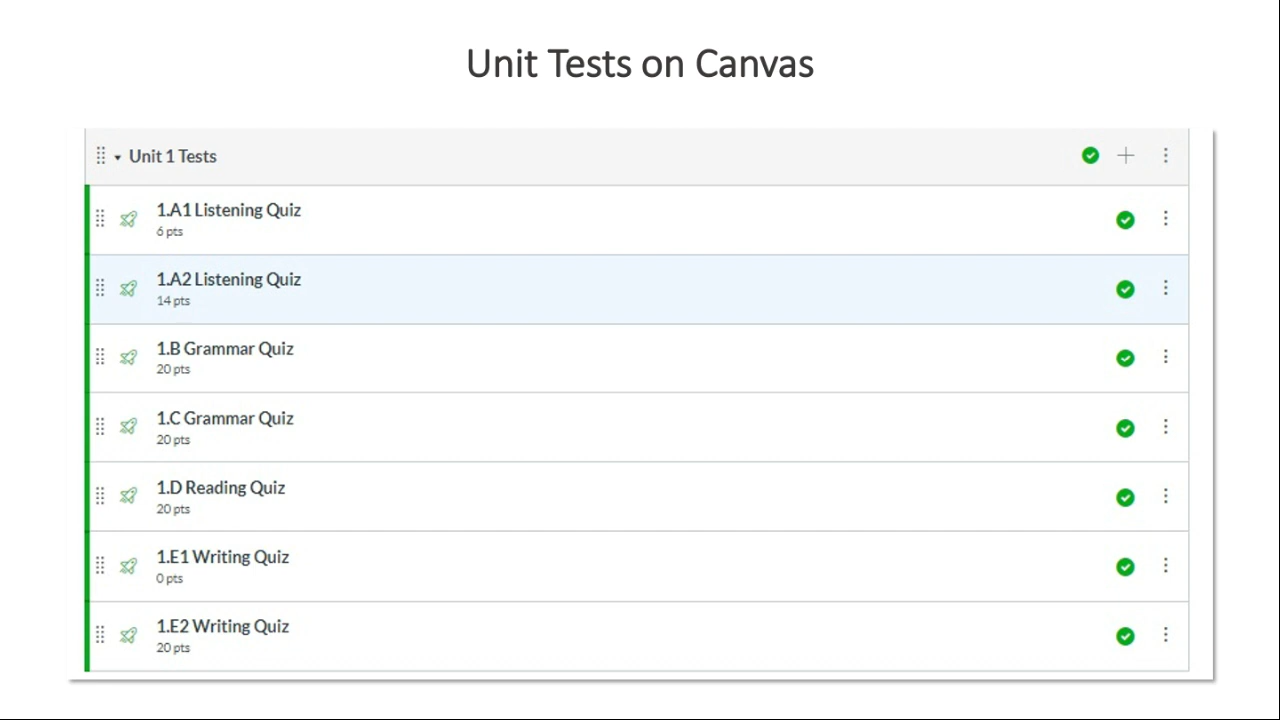 Unit Tests on Canvas
Unit 1 Tests
1.A1 Listening Quiz
6 pts
1.A2 Listening Quiz
14 pts
1.B Grammar Quiz
20 pts
1.C Grammar Quiz
20 pts
1.D Reading Quiz
20 pts
1.E1 Writing Quiz
0 pts
1.E2 Writing Quiz
20 pts